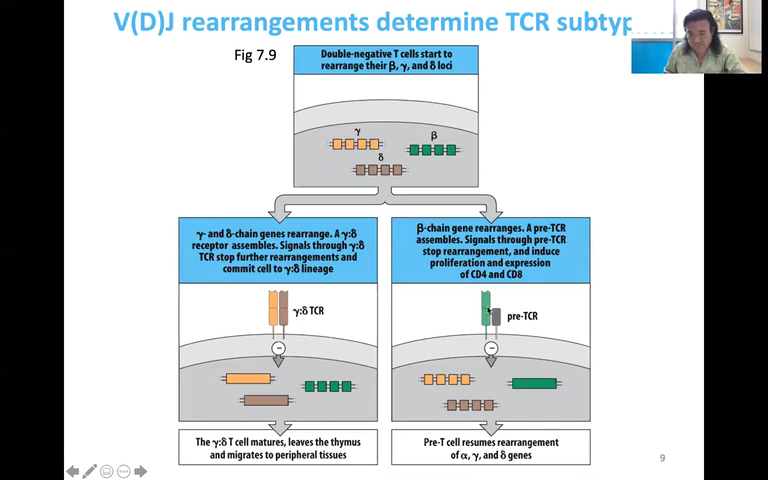 V(D)J rearrangements determine TCR
Fig 7.9
Double-negative T cells start to
rearrange their β, γ, and δ loci
γ
β
δ
γ- and δ-chain genes rearrange. A γ:δ
receptor assembles. Signals through γ:δ
TCR stop further rearrangements and
commit cell to γ:δ lineage
β-chain gene rearranges. A pre-TCR
assembles. Signals through pre-TCR
stop rearrangement, and induce
proliferation and expression
of CD4 and CD8
γ:δ TCR
pre-TCR
−
−
The γ:δ T cell matures, leaves the thymus
and migrates to peripheral tissues
Pre-T cell resumes rearrangement
of α, γ, and δ genes
9